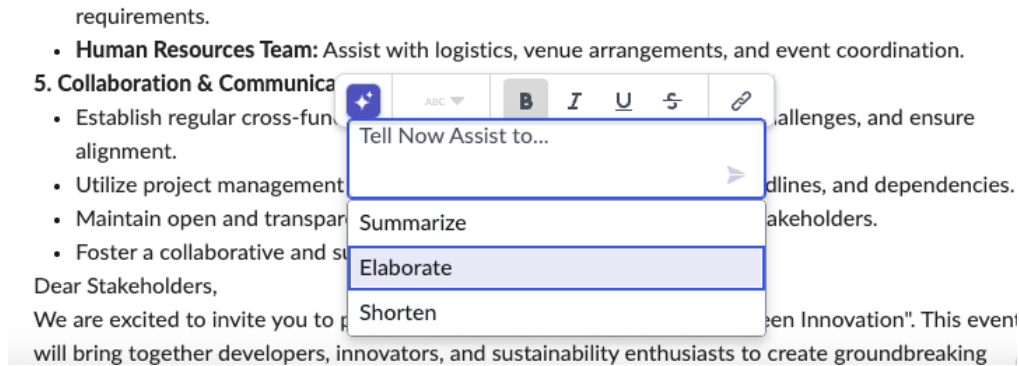 requirements.
• Human Resources Team: Assist with logistics, venue arrangements, and event coordination.
5. Collaboration & Communica
ABC B I U S
• Establish regular cross-fun allenges, and ensure
Tell Now Assist to...
alignment.
• Utilize project management dlines, and dependencies.
• Maintain open and transpar akeholders.
Summarize
• Foster a collaborative and su
Elaborate
Dear Stakeholders,
Shorten
We are excited to invite you to p een Innovation". This event
will bring together developers, innovators, and sustainability enthusiasts to create groundbreaking